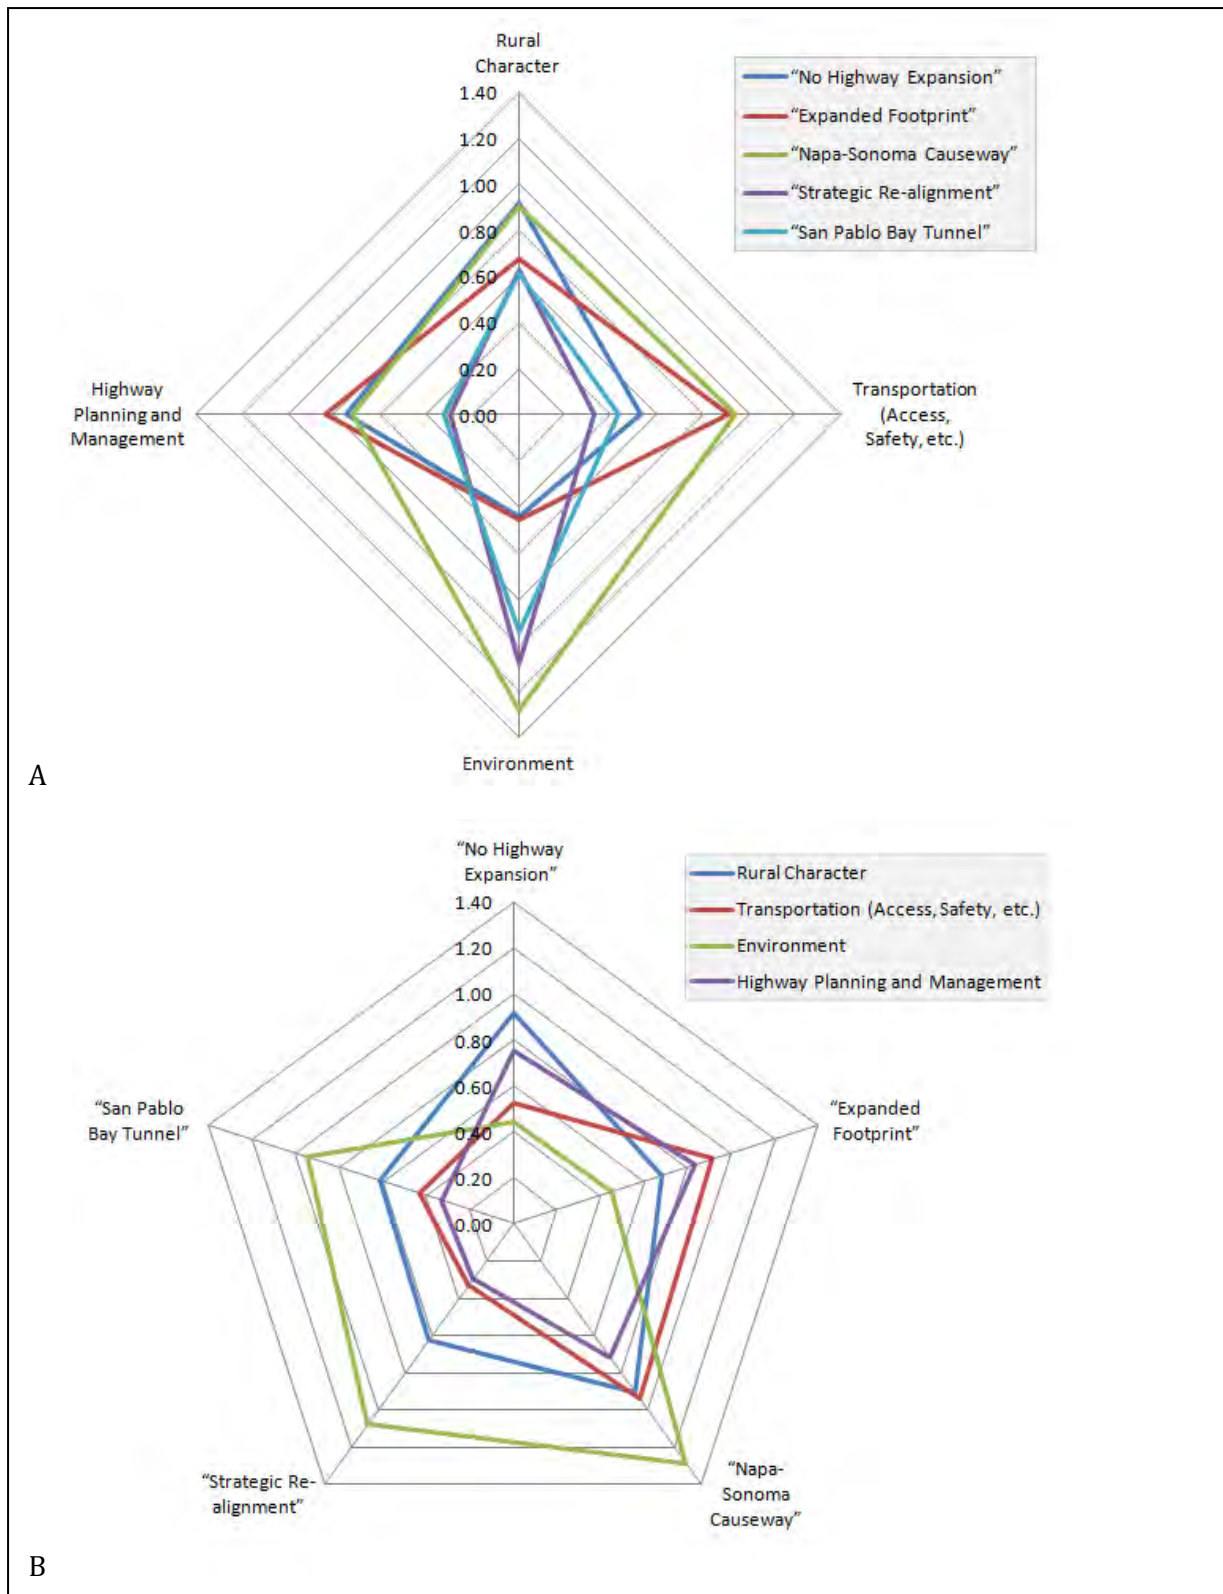 Rural
Character
1.40
1.20
1.00
0.80
0.60
0.40
0.20
0.00
“No Highway Expansion”
“Expanded Footprint”
“Napa-Sonoma Causeway”
“Strategic Re-alignment”
“San Pablo Bay Tunnel”
Highway
Planning and
Management
Transportation
(Access,
Safety, etc.)
Environment
A
“No Highway
Expansion”
1.40
1.20
1.00
0.80
0.60
0.40
0.20
0.00
Rural Character
Transportation (Access, Safety, etc.)
Environment
Highway Planning and Management
“San Pablo
Bay Tunnel”
“Expanded
Footprint”
“Strategic Re-
alignment”
“Napa-
Sonoma
Causeway”
B